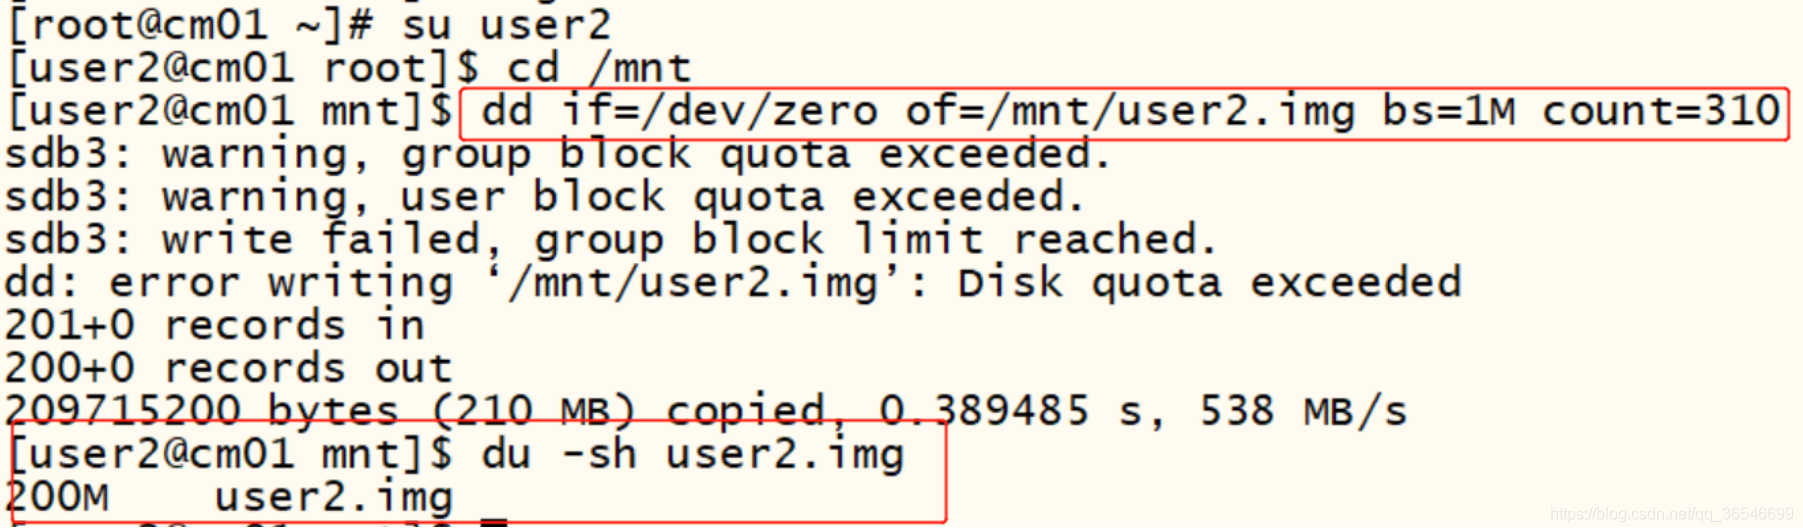 [root@cm01 ~]# su user2
[user2@cm01 root]$ cd /mnt
[user2@cm01 mnt]$ dd if=/dev/zero of=/mnt/user2.img bs=1M count=310
sdb3: warning, group block quota exceeded.
sdb3: warning, user block quota exceeded.
sdb3: write failed, group block limit reached.
dd: error writing ‘/mnt/user2.img’: Disk quota exceeded
201+0 records in
200+0 records out
209715200 bytes (210 MB) copied, 0.389485 s, 538 MB/s
[user2@cm01 mnt]$ du -sh user2.img
200M    user2.img
https://blog.csdn.net/qq_36546699